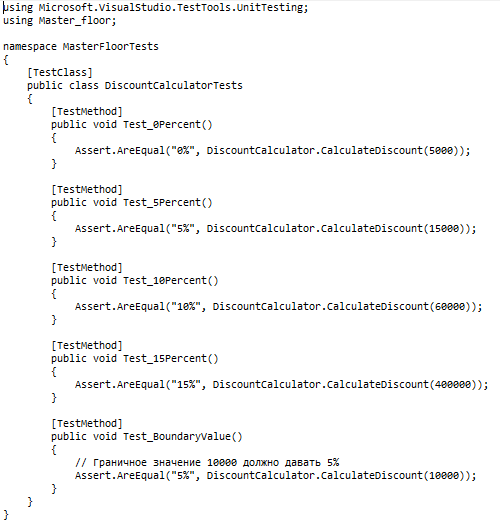 using Microsoft.VisualStudio.TestTools.UnitTesting;
using Master_floor;

namespace MasterFloorTests
{
    [TestClass]
    public class DiscountCalculatorTests
    {
        [TestMethod]
        public void Test_0Percent()
        {
            Assert.AreEqual("0%", DiscountCalculator.CalculateDiscount(5000));
        }

        [TestMethod]
        public void Test_5Percent()
        {
            Assert.AreEqual("5%", DiscountCalculator.CalculateDiscount(15000));
        }

        [TestMethod]
        public void Test_10Percent()
        {
            Assert.AreEqual("10%", DiscountCalculator.CalculateDiscount(60000));
        }

        [TestMethod]
        public void Test_15Percent()
        {
            Assert.AreEqual("15%", DiscountCalculator.CalculateDiscount(400000));
        }

        [TestMethod]
        public void Test_BoundaryValue()
        {
            // Граничное значение 10000 должно давать 5%
            Assert.AreEqual("5%", DiscountCalculator.CalculateDiscount(10000));
        }
    }
}